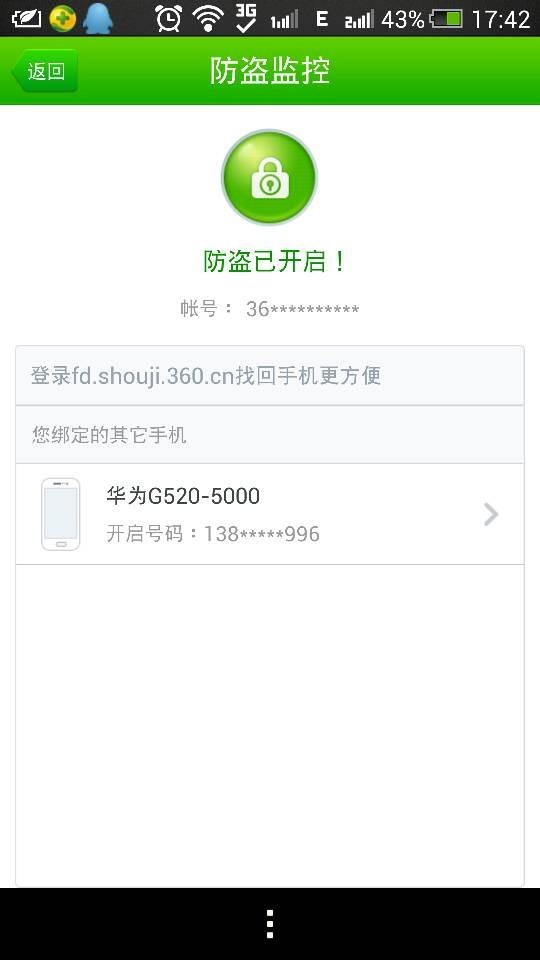 3G E 43% 17:42
返回
防盗监控
防盗已开启！
帐号： 36**********
登录fd.shouji.360.cn找回手机更方便
您绑定的其它手机
华为G520-5000
开启号码：138*****996